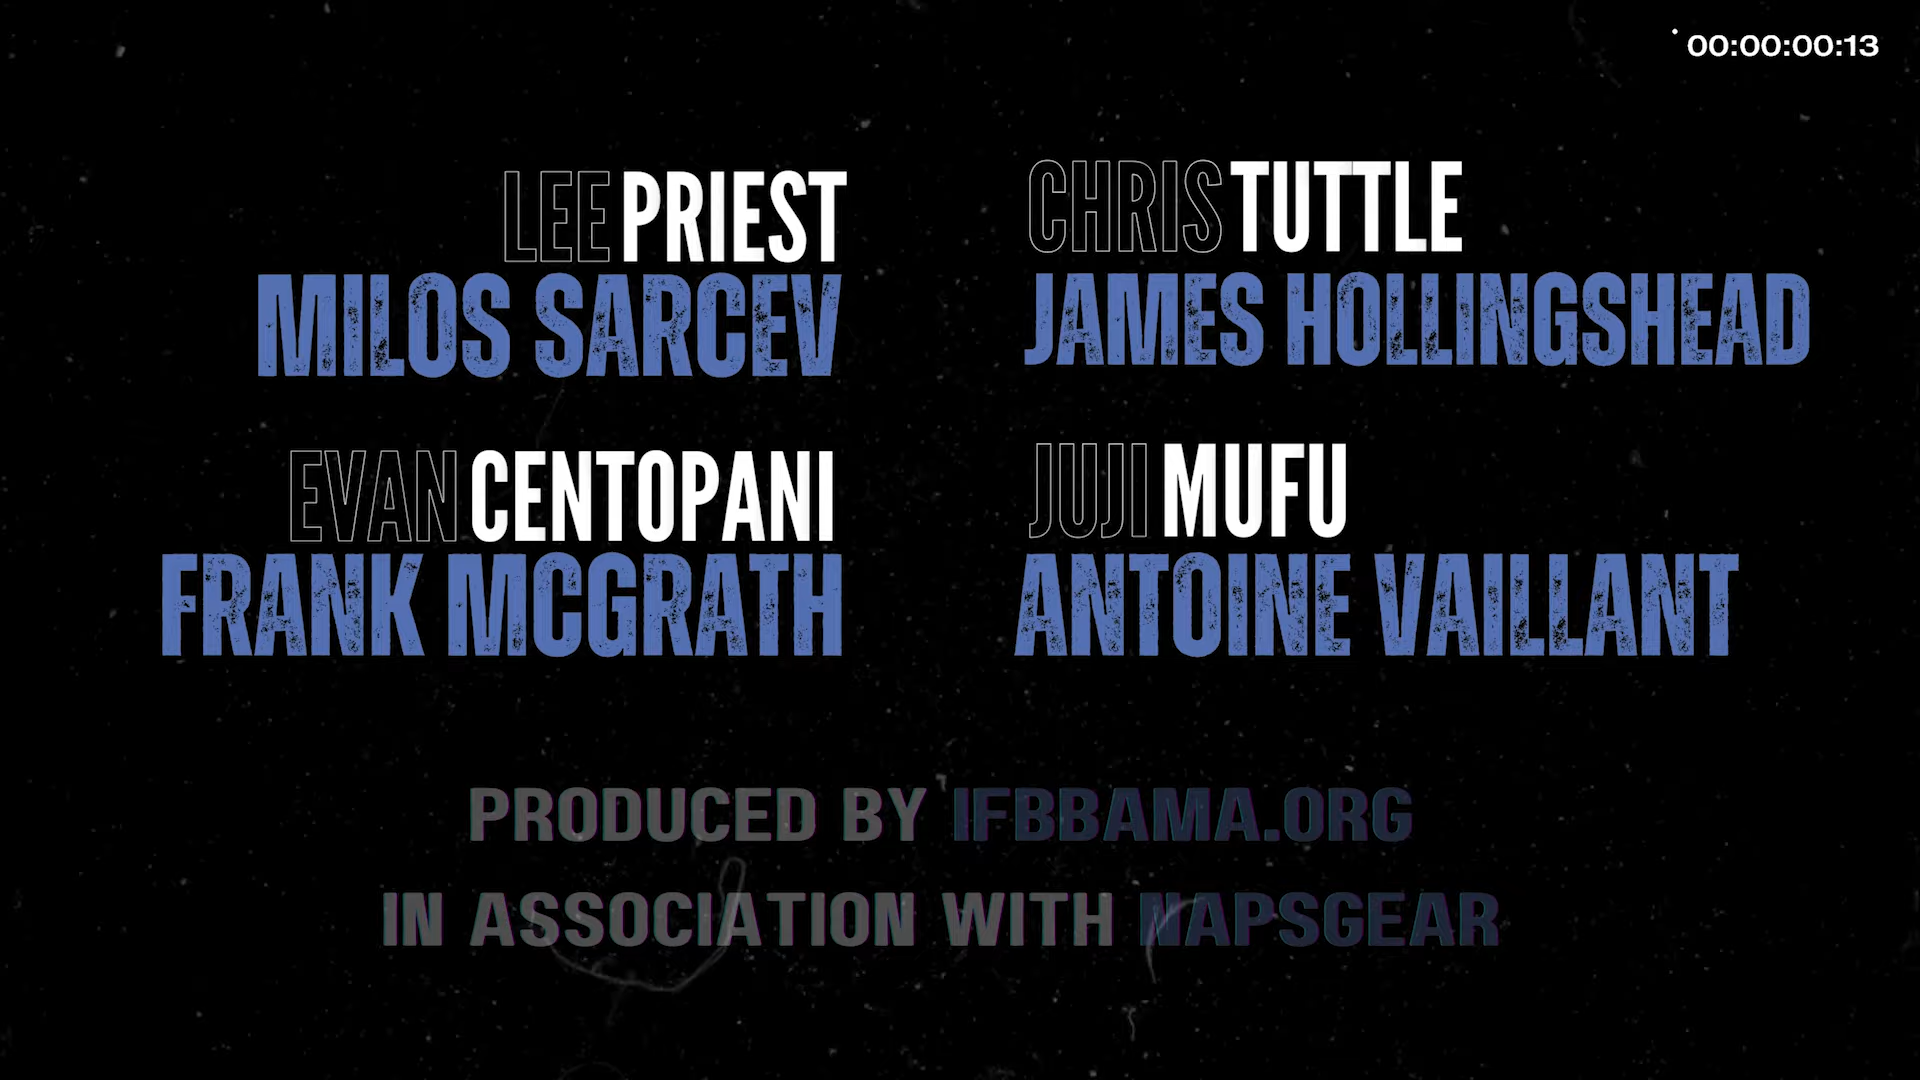 00:00:00:13
LEE PRIEST
MILOS SARCEV
CHRIS TUTTLE
JAMES HOLLINGSHEAD
EVAN CENTOPANI
FRANK MCGRATH
JUJI MUFU
ANTOINE VAILLANT
PRODUCED BY IFBBAMA.ORG
IN ASSOCIATION WITH NAPSGEAR